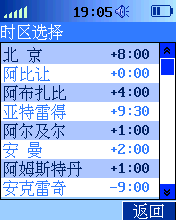 19:05
时区选择
北 京 +8:00
阿比让 +0:00
阿布扎比 +4:00
亚特雷得 +9:30
阿尔及尔 +1:00
安 曼 +2:00
阿姆斯特丹 +1:00
安克雷奇 -9:00
返回